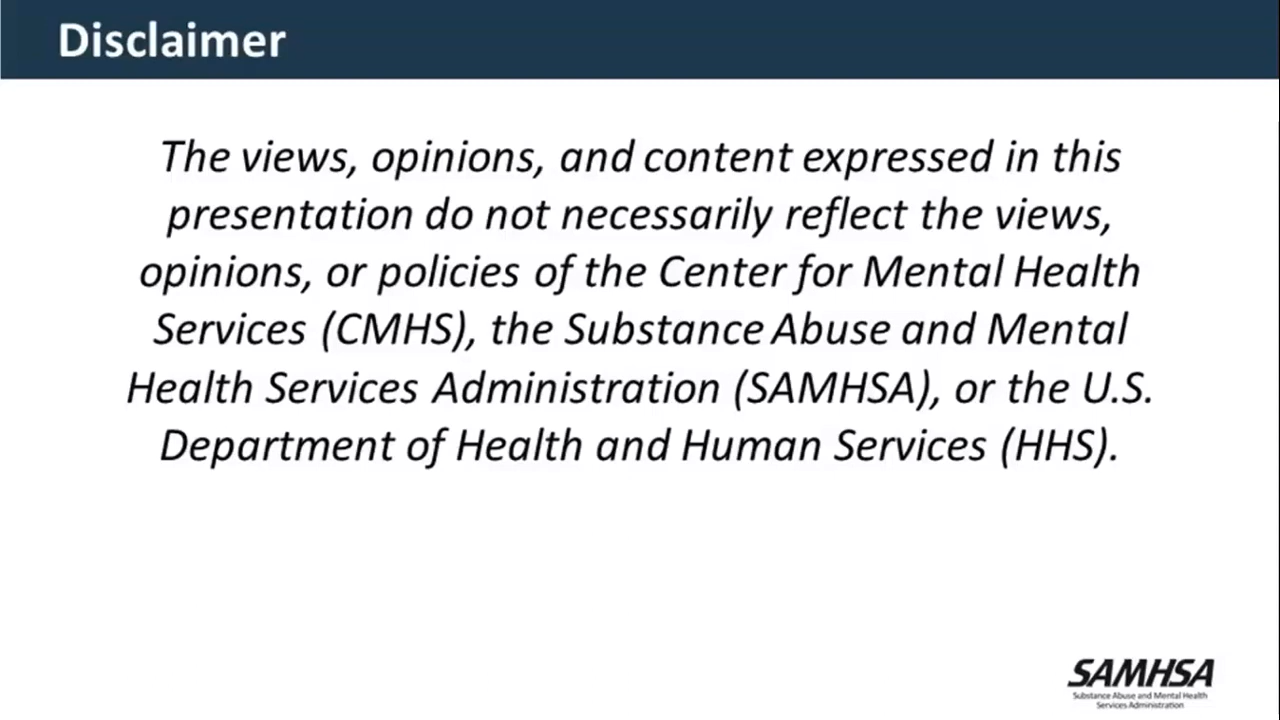 Disclaimer
The views, opinions, and content expressed in this
presentation do not necessarily reflect the views,
opinions, or policies of the Center for Mental Health
Services (CMHS), the Substance Abuse and Mental
Health Services Administration (SAMHSA), or the U.S.
Department of Health and Human Services (HHS).
SAMHSA
Substance Abuse and Mental Health
Services Administration